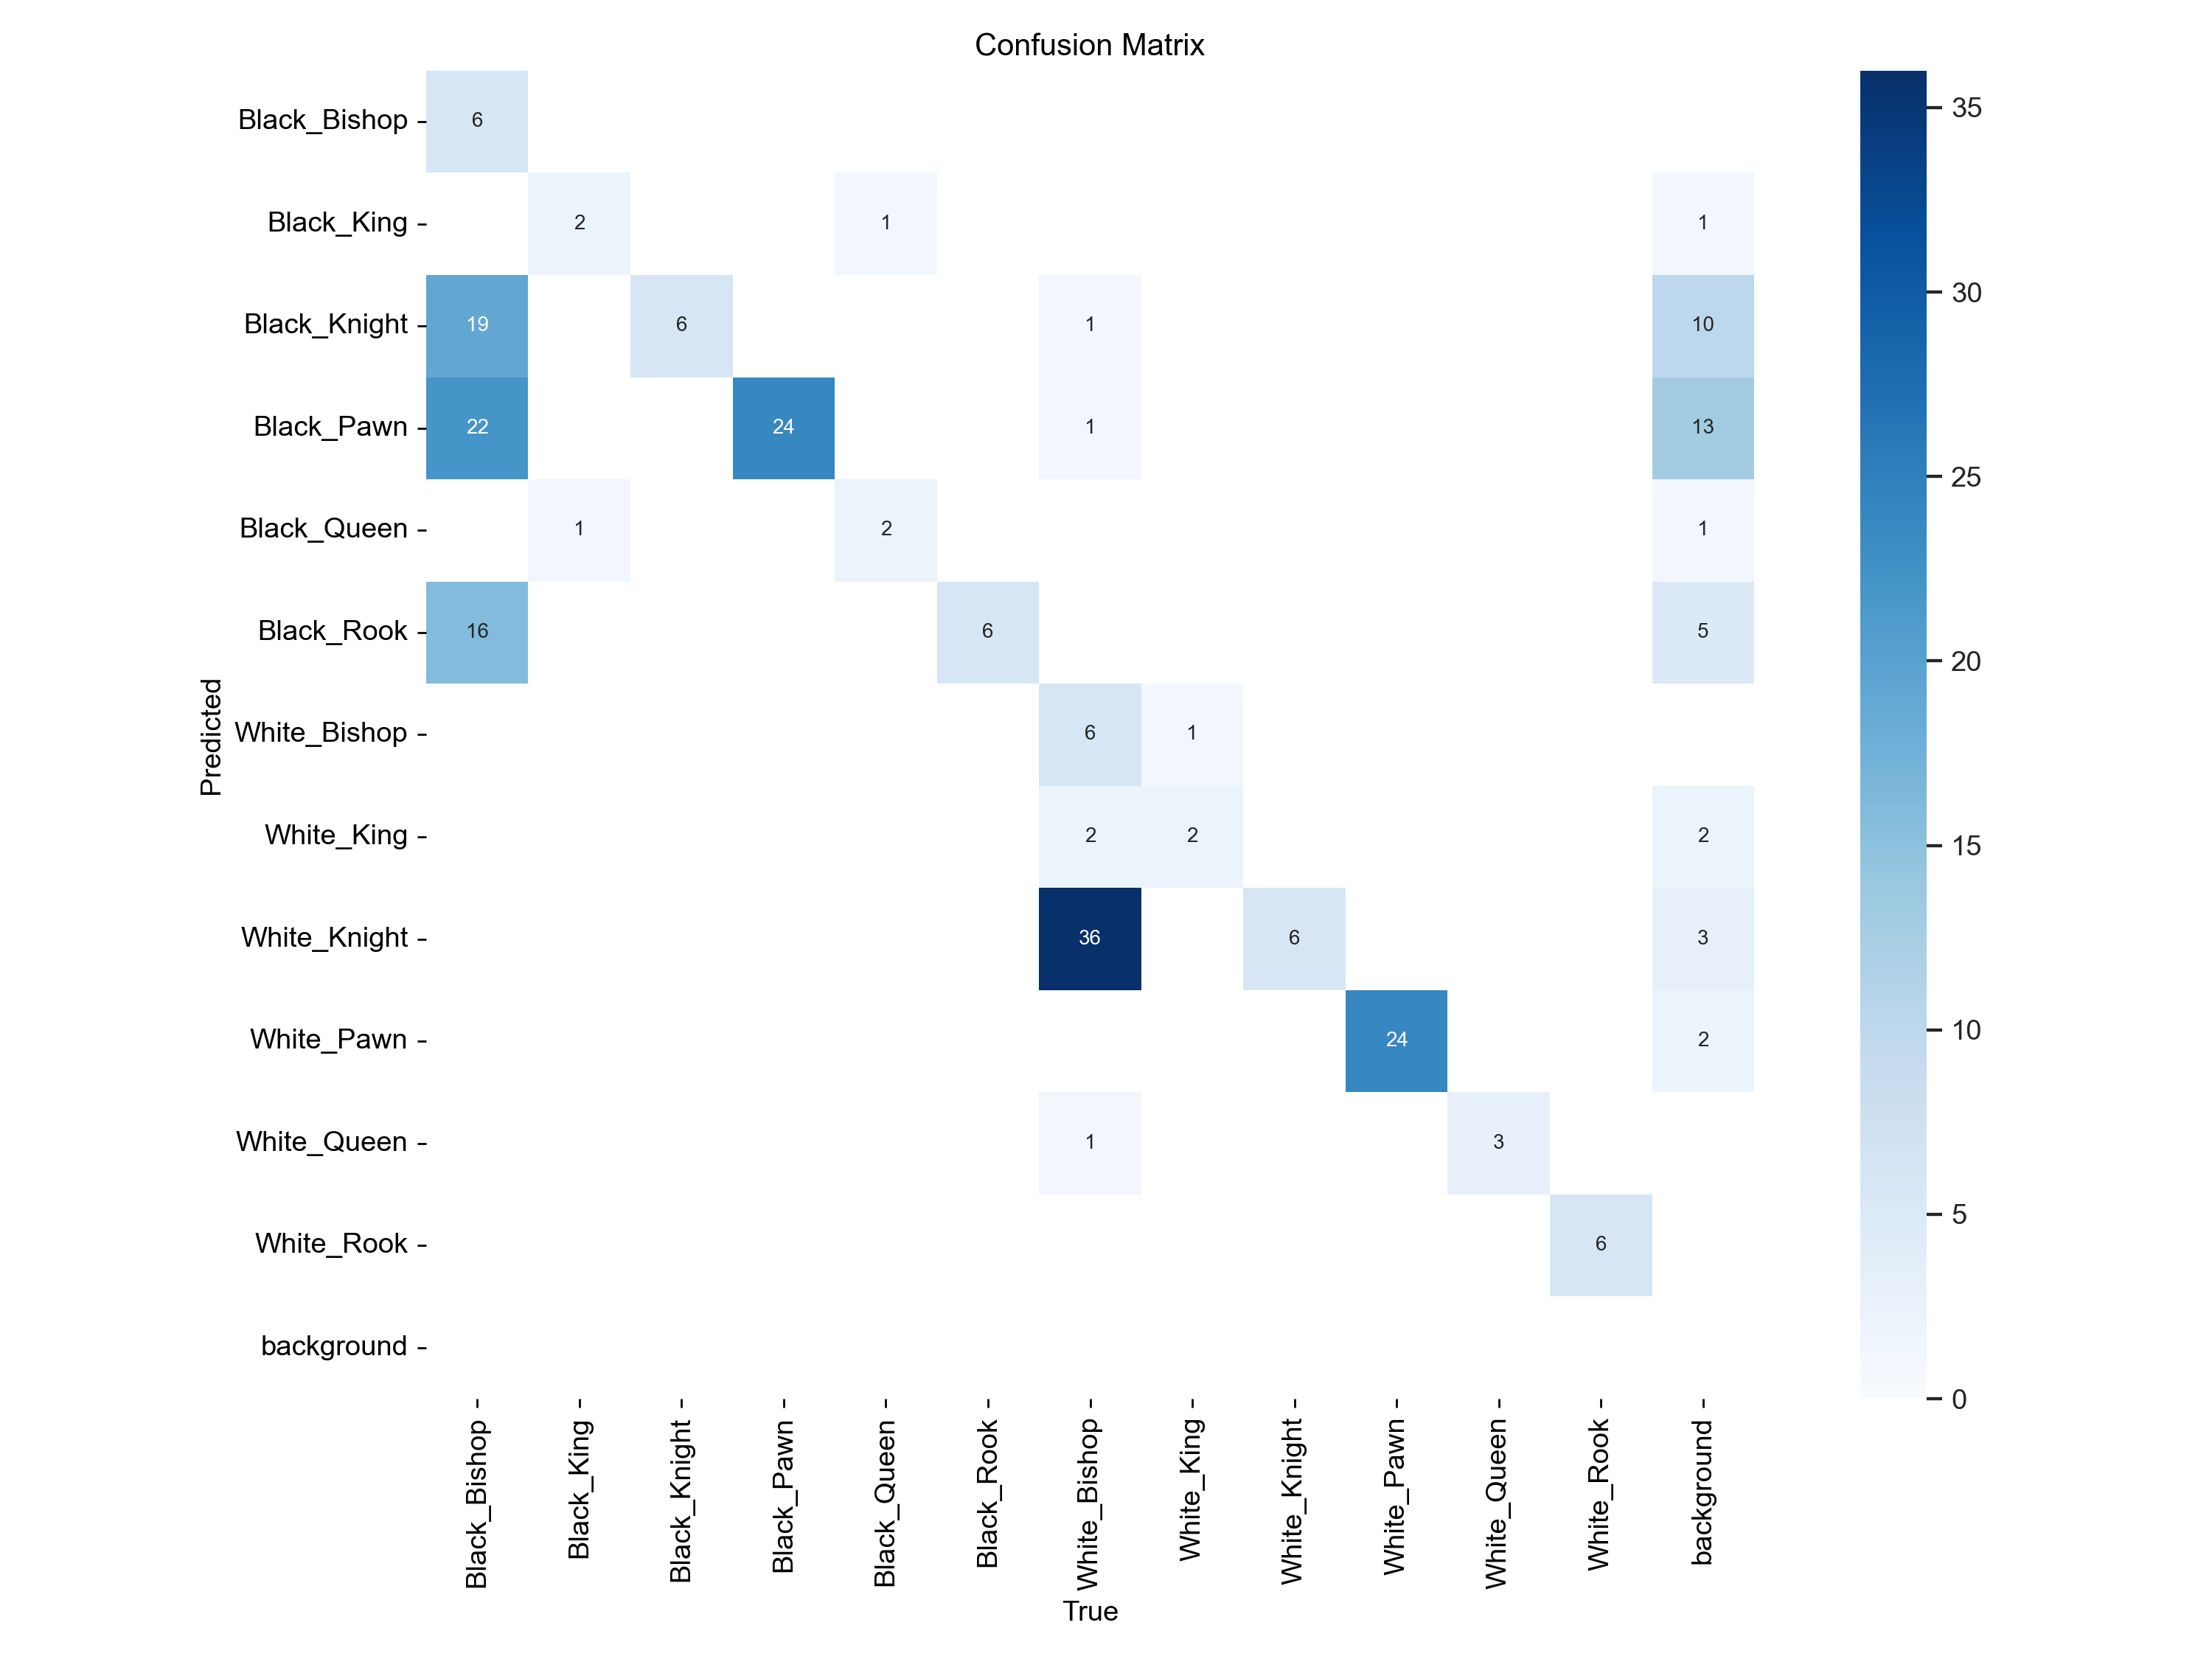 Confusion Matrix
Black_Bishop 6
Black_King 2 1 1
Black_Knight 19 6 1 10
Black_Pawn 22 24 1 13
Black_Queen 1 2 1
Black_Rook 16 6 5
White_Bishop 6 1
White_King 2 2 2
White_Knight 36 6 3
White_Pawn 24 2
White_Queen 1 3
White_Rook 6
background
Predicted
Black_Bishop
Black_King
Black_Knight
Black_Pawn
Black_Queen
Black_Rook
White_Bishop
White_King
White_Knight
White_Pawn
White_Queen
White_Rook
background
True
35
30
25
20
15
10
5
0